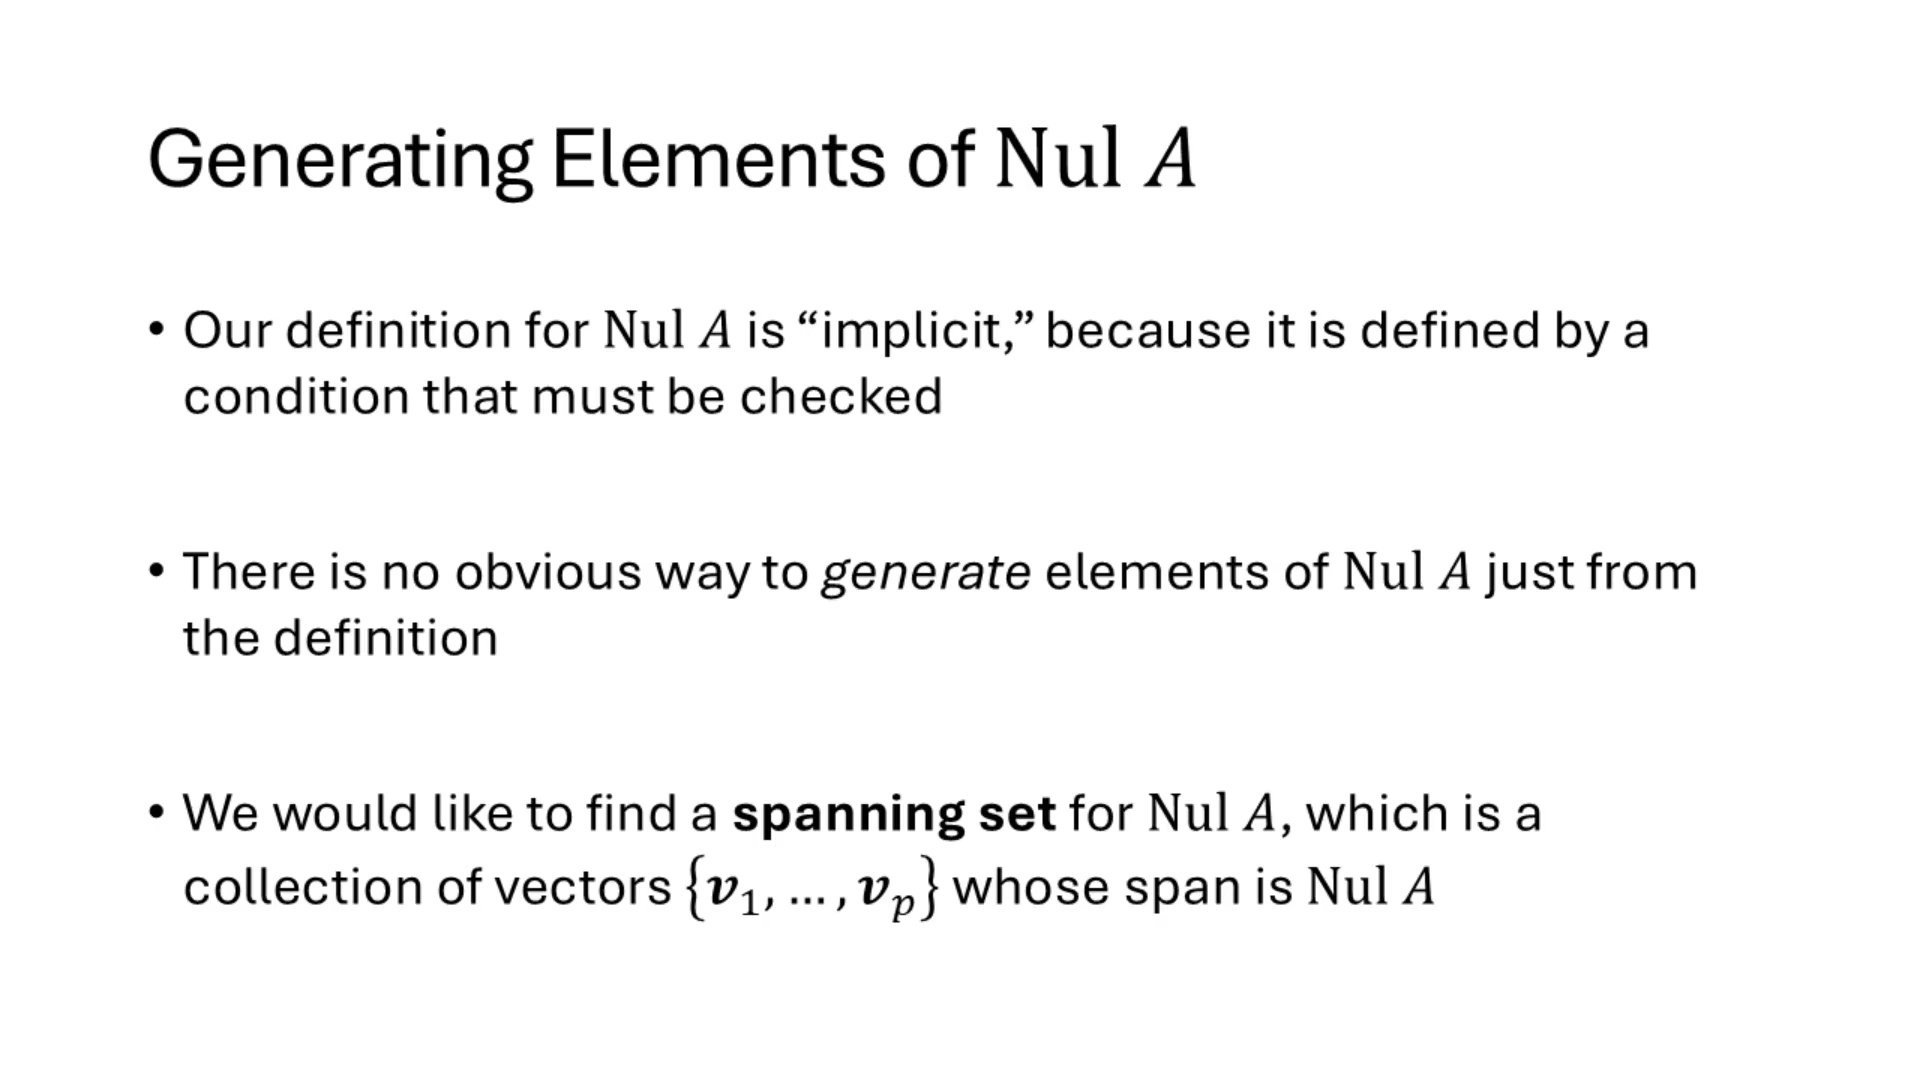 Generating Elements of Nul A
• Our definition for Nul A is “implicit,” because it is defined by a
condition that must be checked
• There is no obvious way to generate elements of Nul A just from
the definition
• We would like to find a spanning set for Nul A, which is a
collection of vectors {v₁, … , vₚ} whose span is Nul A